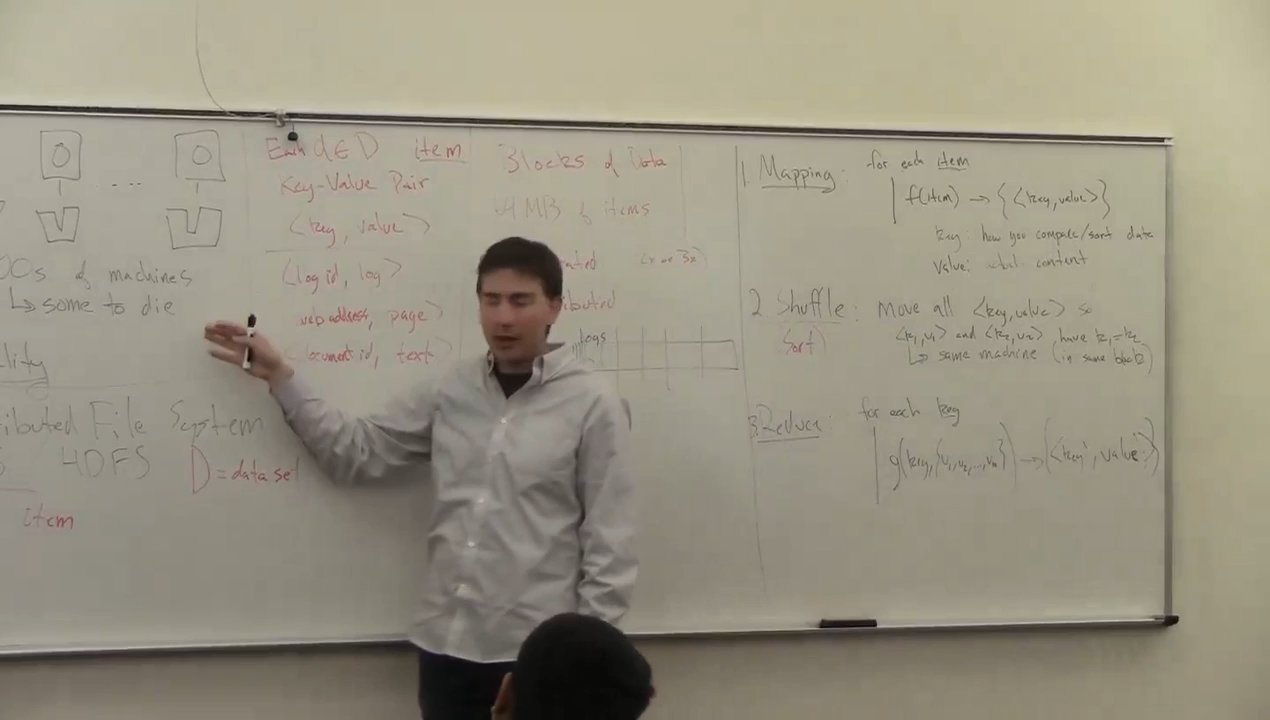 OOs of machines
↳ some to die
lity
ributed File System
HDFS
D = data set
item
Each d ∈ D item
Key-Value Pair
<key, value>
<log id, log>
web address, page>
<document id, text>
Blocks of Data
64 MB of items
ated (x or 3x)
ibuted
logs
1. Mapping: for each item
f(item) → {<key, value>}
key: how you compare/sort data
value: content
2 Shuffle: Move all <key, value> so
(sort) <k₁, v₁> and <k₂, v₂> have k₁ = k₂
↳ same machine (in same block)
3. Reduce: for each key
g(key, {v₁, v₂, ..., vₙ}) → {<key', value'>}